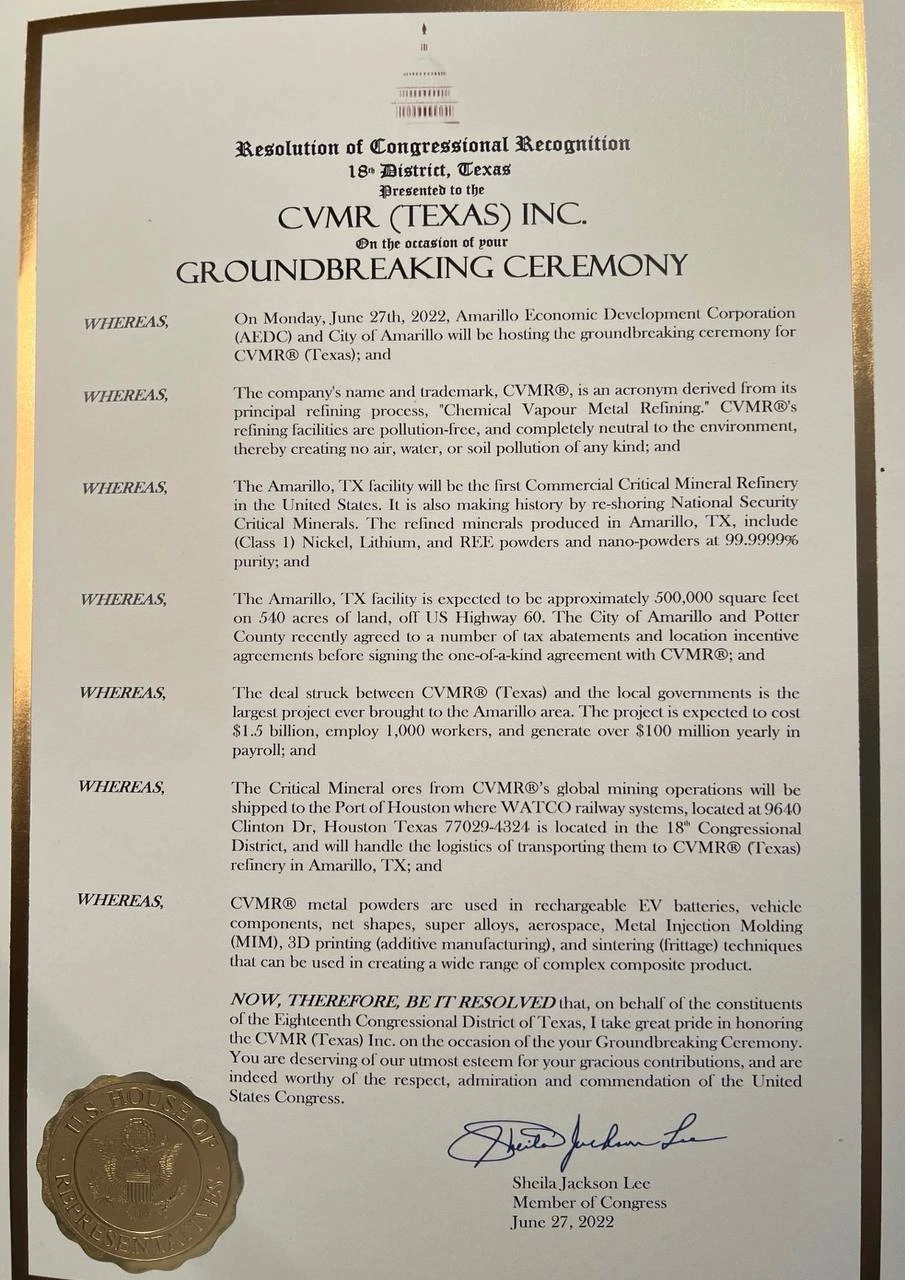 Resolution of Congressional Recognition
18th District, Texas
Presented to the
CVMR (TEXAS) INC.
On the occasion of your
GROUNDBREAKING CEREMONY
WHEREAS,
On Monday, June 27th, 2022, Amarillo Economic Development Corporation
(AEDC) and City of Amarillo will be hosting the groundbreaking ceremony for
CVMR® (Texas); and
WHEREAS,
The company's name and trademark, CVMR®, is an acronym derived from its
principal refining process, "Chemical Vapour Metal Refining." CVMR®'s
refining facilities are pollution-free, and completely neutral to the environment,
thereby creating no air, water, or soil pollution of any kind; and
WHEREAS,
The Amarillo, TX facility will be the first Commercial Critical Mineral Refinery
in the United States. It is also making history by re-shoring National Security
Critical Minerals. The refined minerals produced in Amarillo, TX, include
(Class 1) Nickel, Lithium, and REE powders and nano-powders at 99.9999%
purity; and
WHEREAS,
The Amarillo, TX facility is expected to be approximately 500,000 square feet
on 540 acres of land, off US Highway 60. The City of Amarillo and Potter
County recently agreed to a number of tax abatements and location incentive
agreements before signing the one-of-a-kind agreement with CVMR®; and
WHEREAS,
The deal struck between CVMR® (Texas) and the local governments is the
largest project ever brought to the Amarillo area. The project is expected to cost
$1.5 billion, employ 1,000 workers, and generate over $100 million yearly in
payroll; and
WHEREAS,
The Critical Mineral ores from CVMR®'s global mining operations will be
shipped to the Port of Houston where WATCO railway systems, located at 9640
Clinton Dr, Houston Texas 77029-4324 is located in the 18th Congressional
District, and will handle the logistics of transporting them to CVMR® (Texas)
refinery in Amarillo, TX; and
WHEREAS,
CVMR® metal powders are used in rechargeable EV batteries, vehicle
components, net shapes, super alloys, aerospace, Metal Injection Molding
(MIM), 3D printing (additive manufacturing), and sintering (frittage) techniques
that can be used in creating a wide range of complex composite product.
NOW, THEREFORE, BE IT RESOLVED that, on behalf of the constituents
of the Eighteenth Congressional District of Texas, I take great pride in honoring
the CVMR (Texas) Inc. on the occasion of the your Groundbreaking Ceremony.
You are deserving of our utmost esteem for your gracious contributions, and are
indeed worthy of the respect, admiration and commendation of the United
States Congress.
Sheila Jackson Lee
Sheila Jackson Lee
Member of Congress
June 27, 2022
U.S. HOUSE OF
REPRESENTATIVES